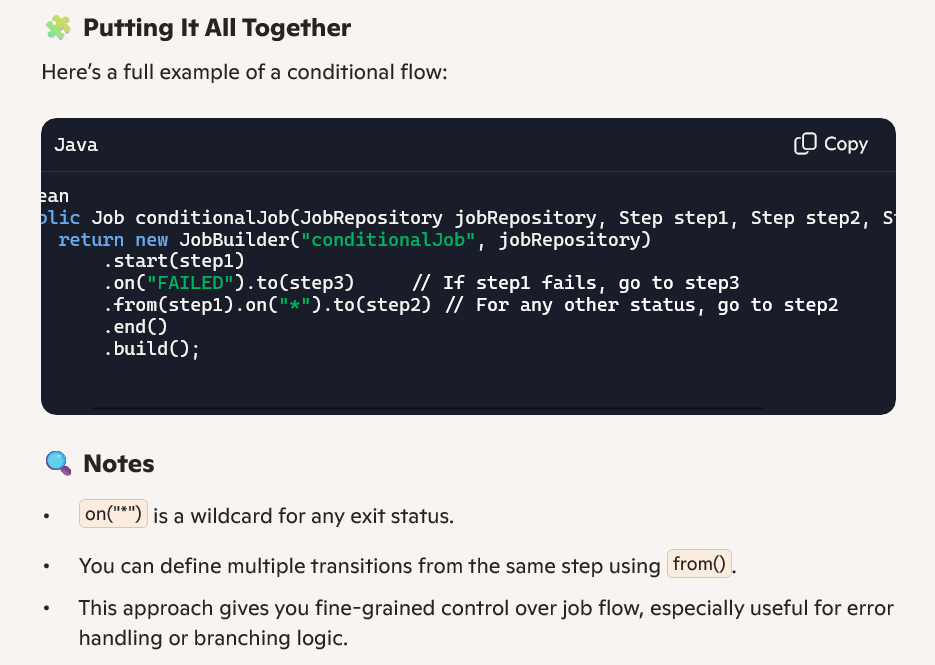 Putting It All Together
Here's a full example of a conditional flow:
Java
Copy
ean
blic Job conditionalJob(JobRepository jobRepository, Step step1, Step step2, St
return new JobBuilder("conditionalJob", jobRepository)
.start(step1)
.on("FAILED").to(step3) // If step1 fails, go to step3
.from(step1).on("*").to(step2) // For any other status, go to step2
.end()
.build();
Notes
• on("*") is a wildcard for any exit status.
• You can define multiple transitions from the same step using from().
• This approach gives you fine-grained control over job flow, especially useful for error
handling or branching logic.